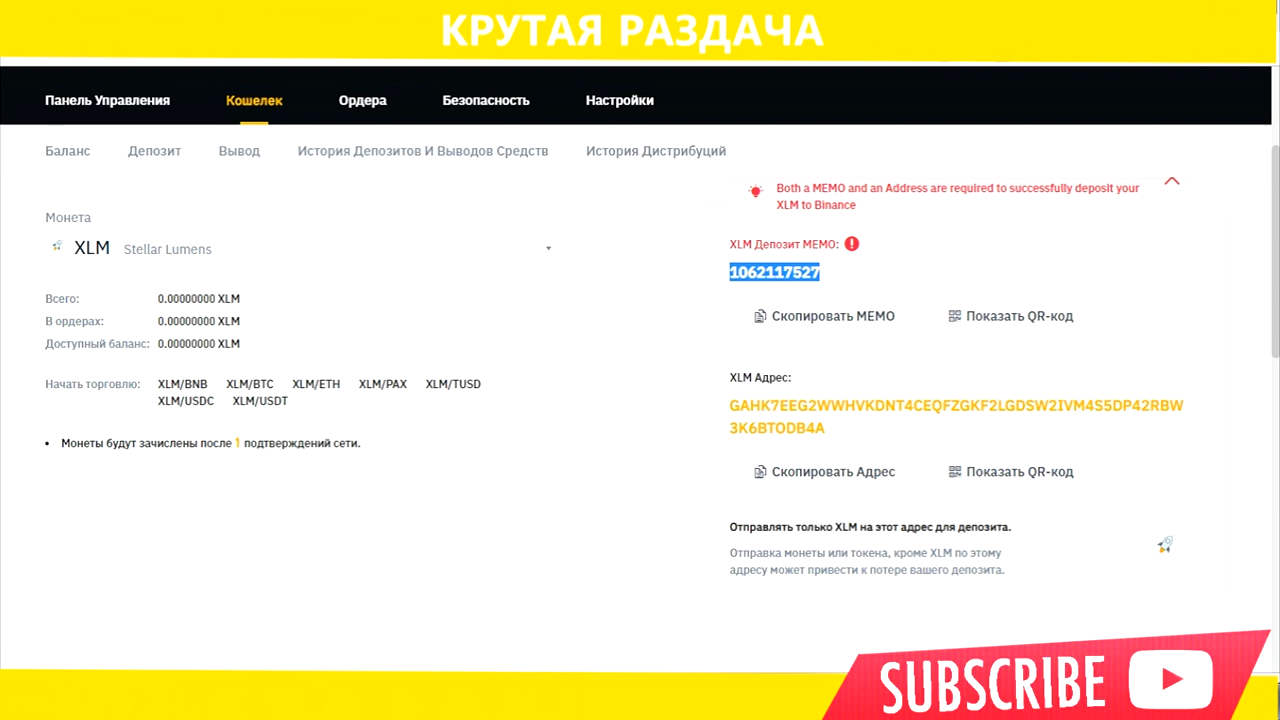 КРУТАЯ РАЗДАЧА
Панель Управления Кошелек Ордера Безопасность Настройки
Баланс Депозит Вывод История Депозитов И Выводов Средств История Дистрибуций
Монета
XLM Stellar Lumens
Всего: 0.00000000 XLM
В ордерах: 0.00000000 XLM
Доступный баланс: 0.00000000 XLM
Начать торговлю: XLM/BNB XLM/BTC XLM/ETH XLM/PAX XLM/TUSD
XLM/USDC XLM/USDT
• Монеты будут зачислены после 1 подтверждений сети.
Both a MEMO and an Address are required to successfully deposit your
XLM to Binance
XLM Депозит MEMO:
1062117527
Скопировать MEMO Показать QR-код
XLM Адрес:
GAHK7EEG2WWHVKDNT4CEQFZGKF2LGDSW2IVM4S5DP42RBW
3K6BTODB4A
Скопировать Адрес Показать QR-код
Отправлять только XLM на этот адрес для депозита.
Отправка монеты или токена, кроме XLM по этому
адресу может привести к потере вашего депозита.
SUBSCRIBE